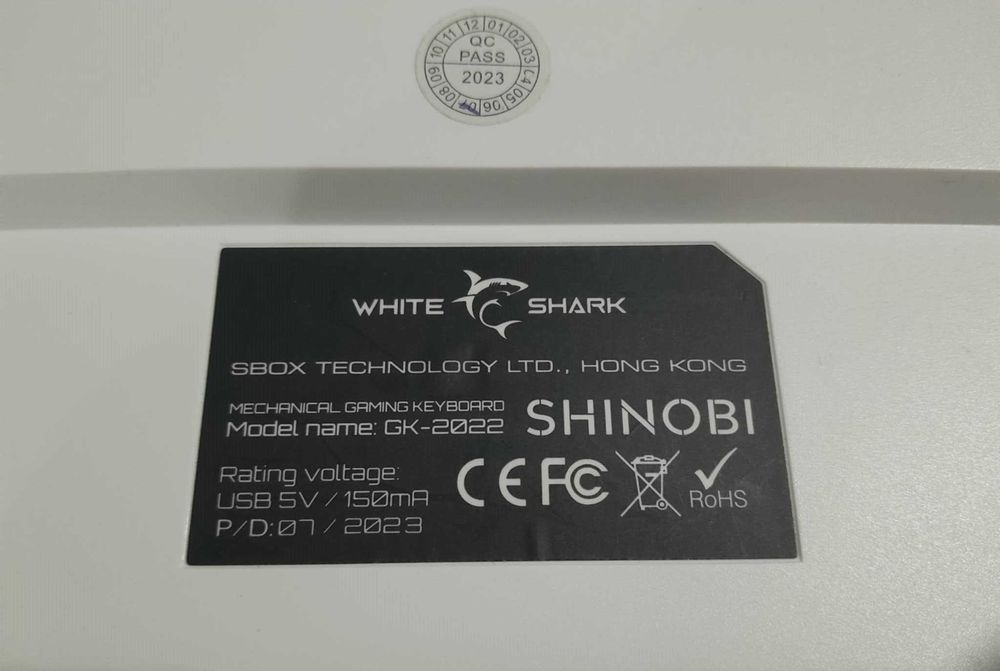 11 12 01 02 03 04 05 06 07 08 09 10
QC
PASS
2023
WHITE SHARK
SBOX TECHNOLOGY LTD., HONG KONG
MECHANICAL GAMING KEYBOARD
Model name: GK-2022
SHINOBI
Rating voltage:
USB 5V / 150mA
P/D: 07 / 2023
CE FC
RoHS